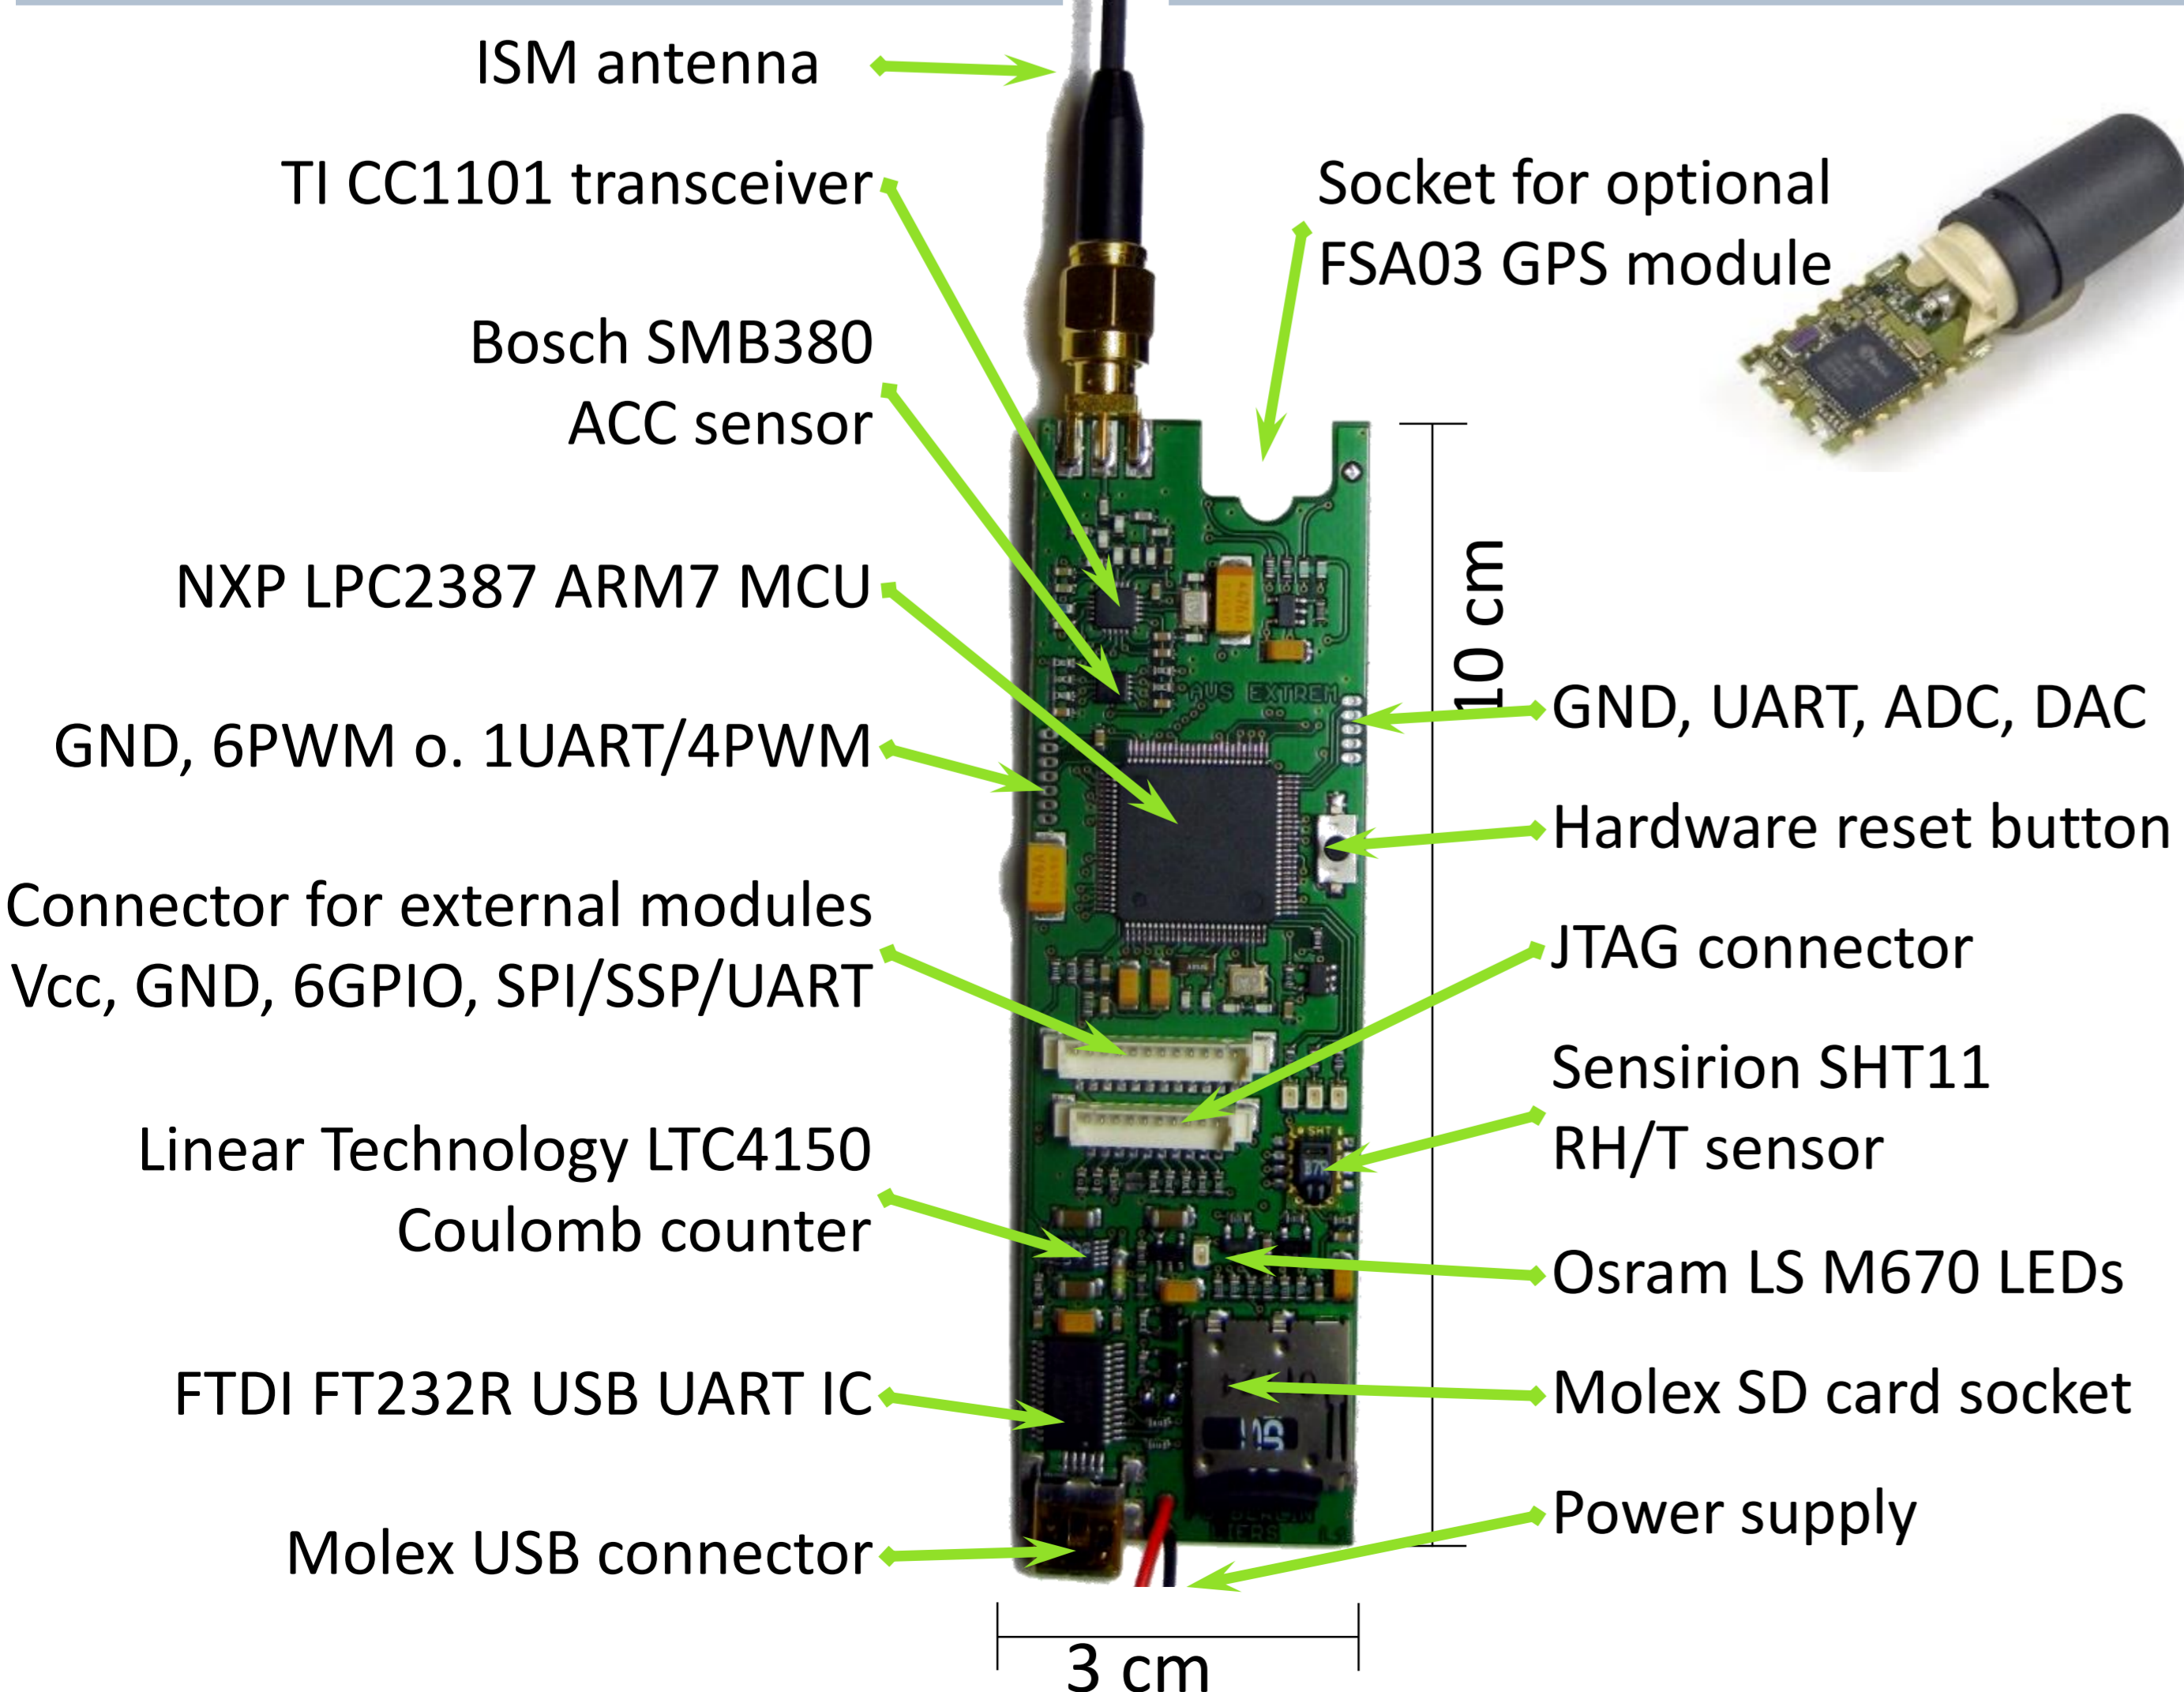 ISM antenna
TI CC1101 transceiver
Socket for optional
FSA03 GPS module
Bosch SMB380
ACC sensor
NXP LPC2387 ARM7 MCU
10 cm
GND, 6PWM o. 1UART/4PWM
GND, UART, ADC, DAC
Hardware reset button
Connector for external modules
Vcc, GND, 6GPIO, SPI/SSP/UART
JTAG connector
Sensirion SHT11
RH/T sensor
Linear Technology LTC4150
Coulomb counter
Osram LS M670 LEDs
FTDI FT232R USB UART IC
Molex SD card socket
Power supply
Molex USB connector
3 cm
AVS EXTREM
SHT